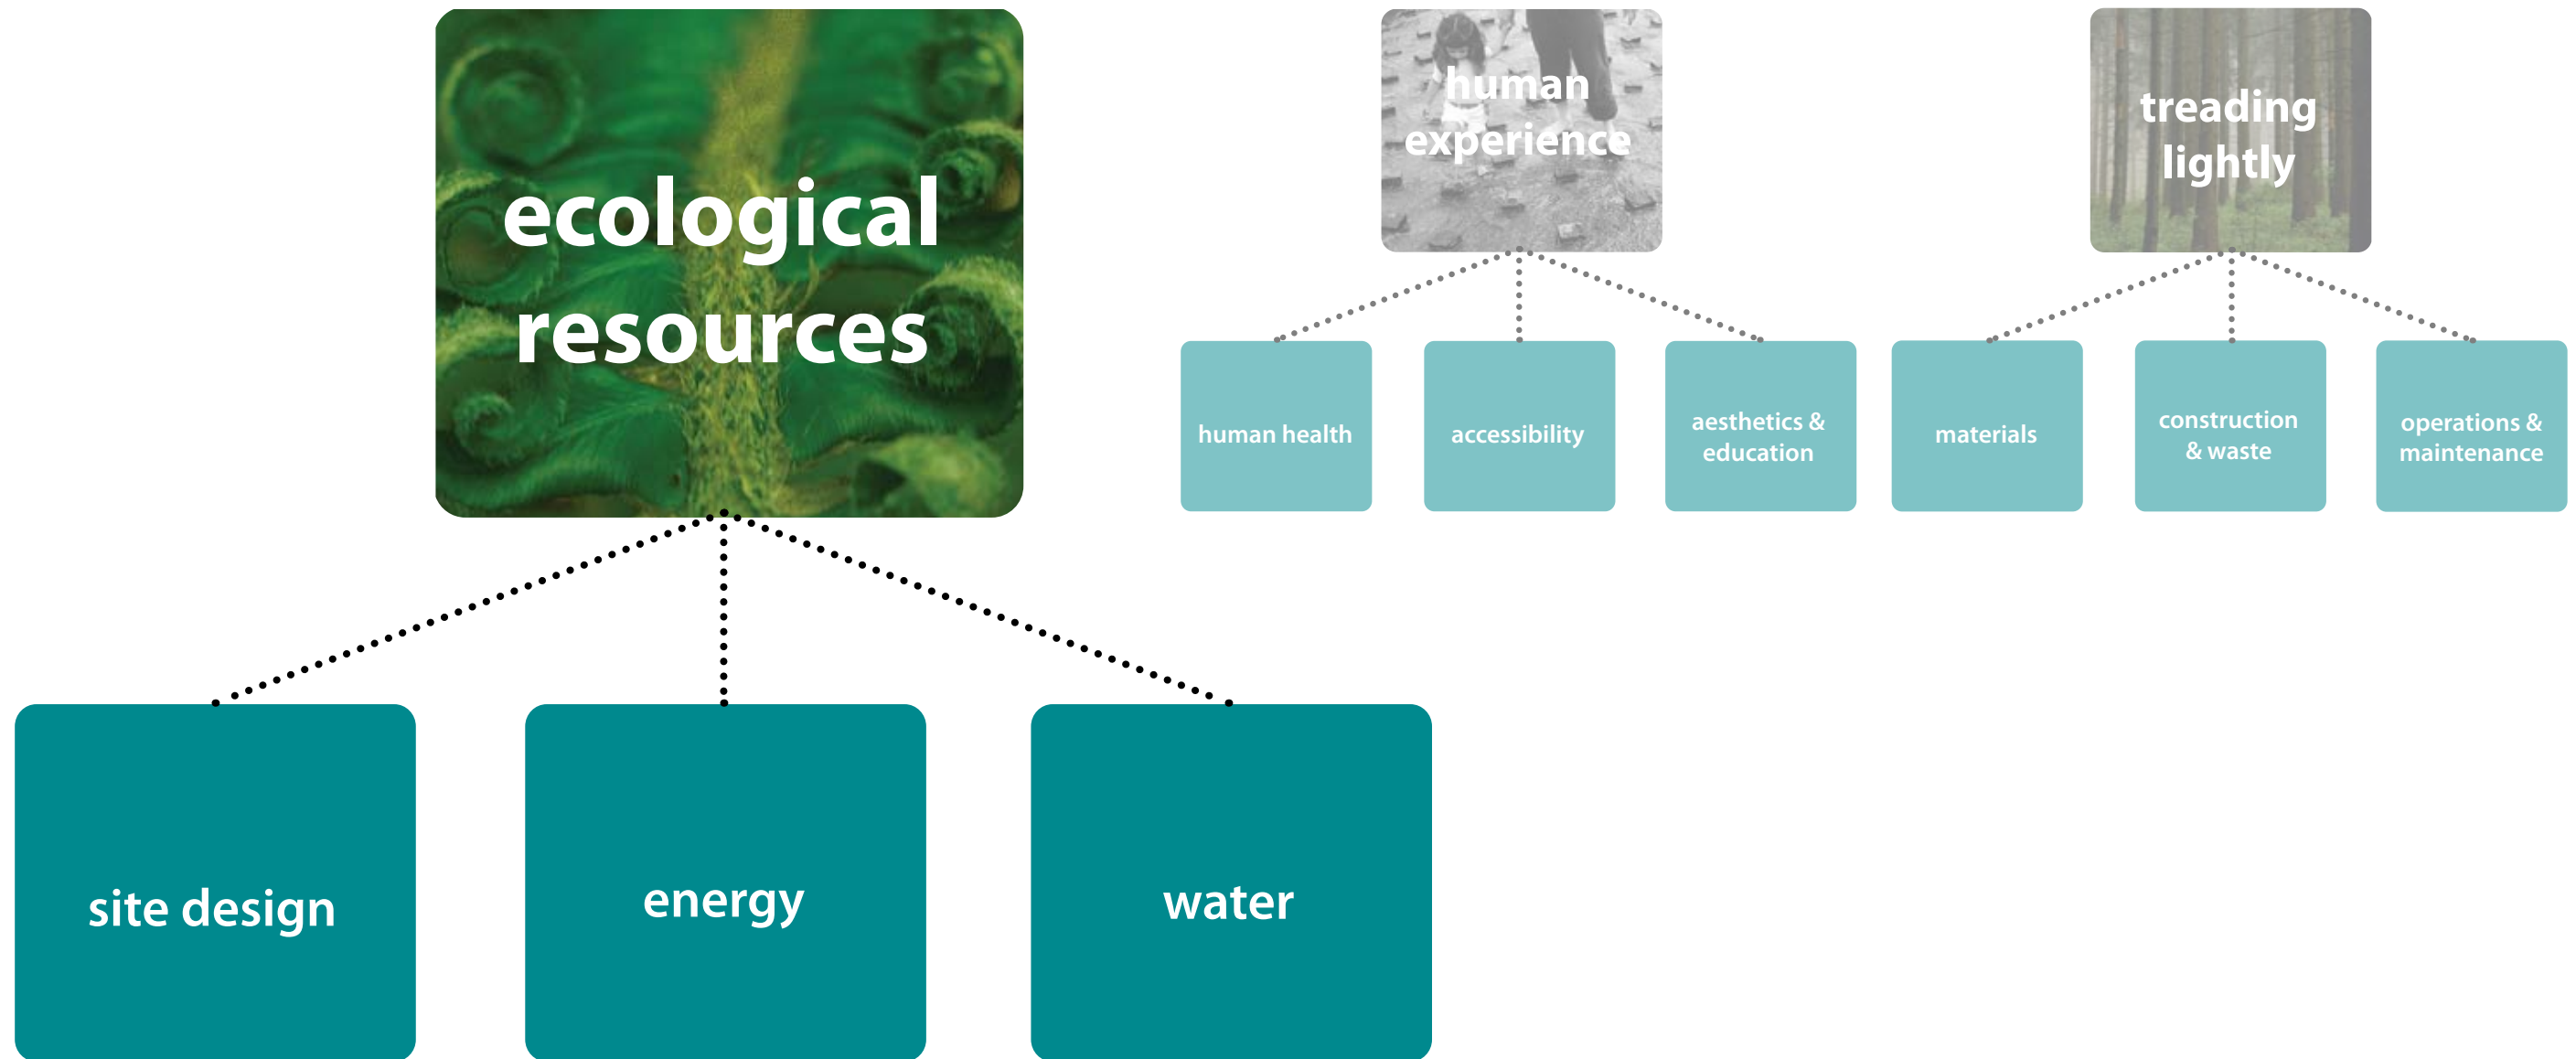 ecological
resources
human
experience
treading
lightly
human health
accessibility
aesthetics &
education
materials
construction
& waste
operations &
maintenance
site design
energy
water